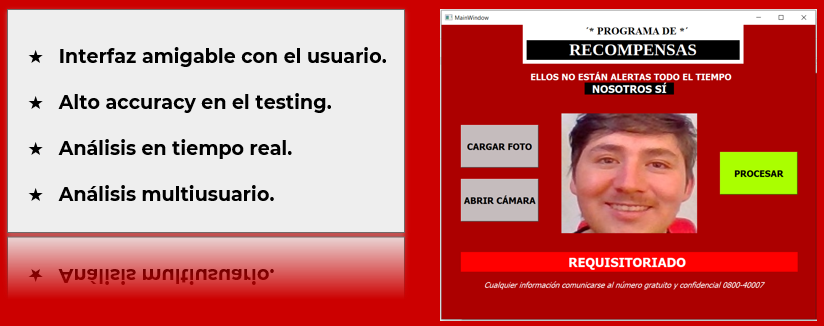 ★ Interfaz amigable con el usuario.
★ Alto accuracy en el testing.
★ Análisis en tiempo real.
★ Análisis multiusuario.
★ Análisis multiusuario.
MainWindow
´* PROGRAMA DE *´
RECOMPENSAS
ELLOS NO ESTÁN ALERTAS TODO EL TIEMPO
NOSOTROS SÍ
CARGAR FOTO
ABRIR CÁMARA
PROCESAR
REQUISITORIADO
Cualquier información comunicarse al número gratuito y confidencial 0800-40007